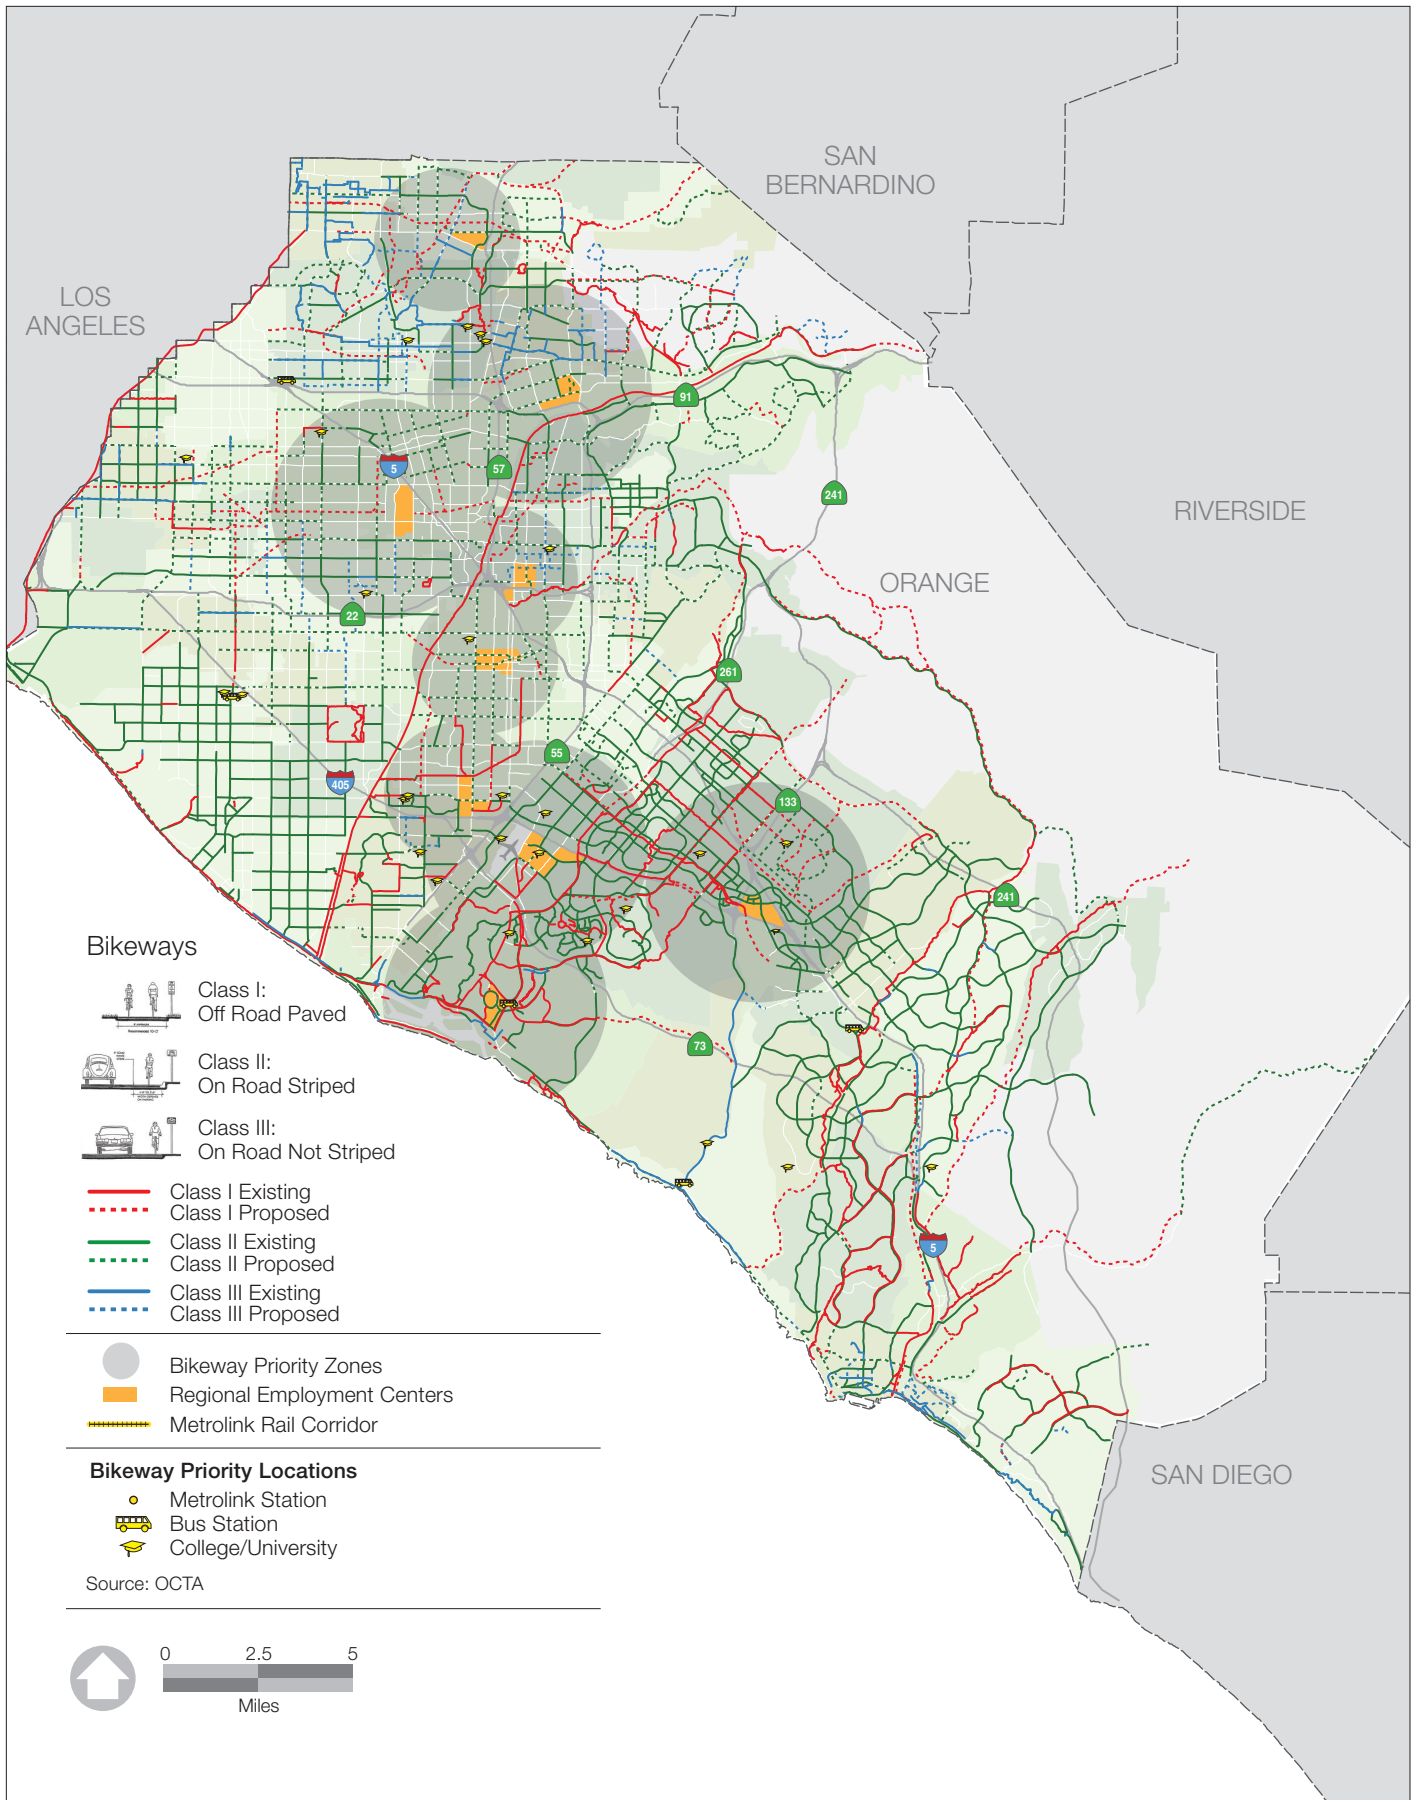 SAN
BERNARDINO
LOS
ANGELES
91
5
57
241
RIVERSIDE
ORANGE
22
261
55
405
133
241
73
5
SAN DIEGO
Bikeways
Class I:
Off Road Paved
Class II:
On Road Striped
Class III:
On Road Not Striped
Class I Existing
Class I Proposed
Class II Existing
Class II Proposed
Class III Existing
Class III Proposed
Bikeway Priority Zones
Regional Employment Centers
Metrolink Rail Corridor
Bikeway Priority Locations
Metrolink Station
Bus Station
College/University
Source: OCTA
0 2.5 5
Miles